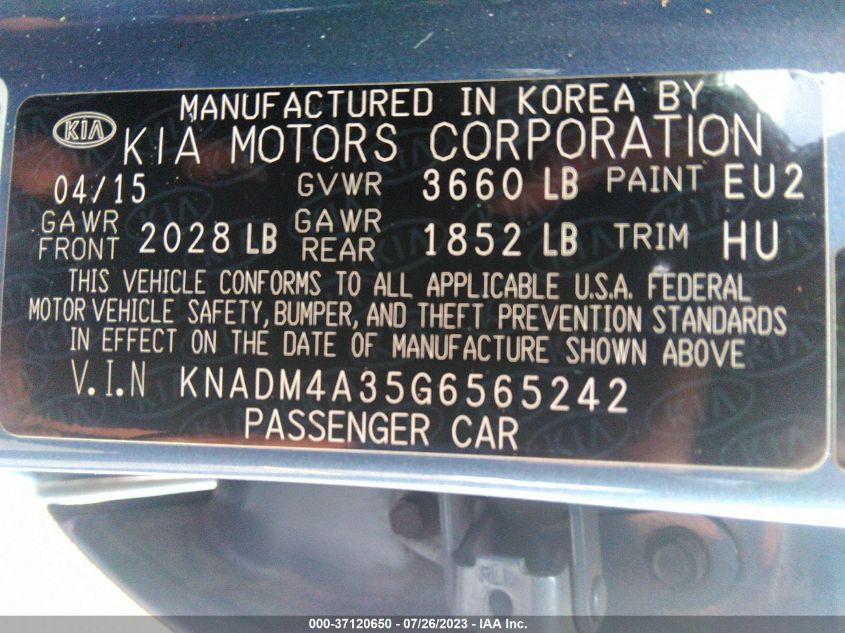 MANUFACTURED IN KOREA BY
KIA KIA MOTORS CORPORATION
04/15 GVWR 3660 LB PAINT EU2
GAWR FRONT 2028 LB GAWR REAR 1852 LB TRIM HU
THIS VEHICLE CONFORMS TO ALL APPLICABLE U.S.A. FEDERAL
MOTOR VEHICLE SAFETY, BUMPER, AND THEFT PREVENTION STANDARDS
IN EFFECT ON THE DATE OF MANUFACTURE SHOWN ABOVE
V.I.N KNADM4A35G6565242
PASSENGER CAR
000-37120650 - 07/26/2023 - IAA Inc.